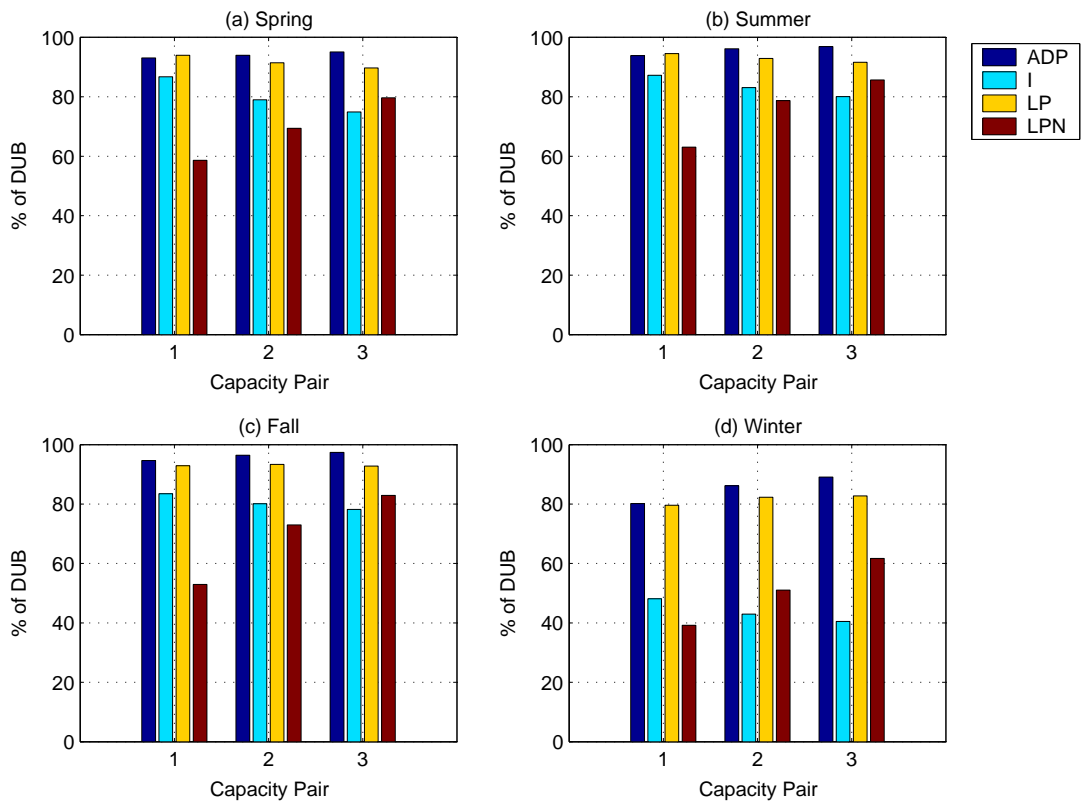 (a) Spring
100
80
60
40
20
0
% of DUB
1 2 3
Capacity Pair
(b) Summer
100
80
60
40
20
0
% of DUB
1 2 3
Capacity Pair
ADP
I
LP
LPN
(c) Fall
100
80
60
40
20
0
% of DUB
1 2 3
Capacity Pair
(d) Winter
100
80
60
40
20
0
% of DUB
1 2 3
Capacity Pair